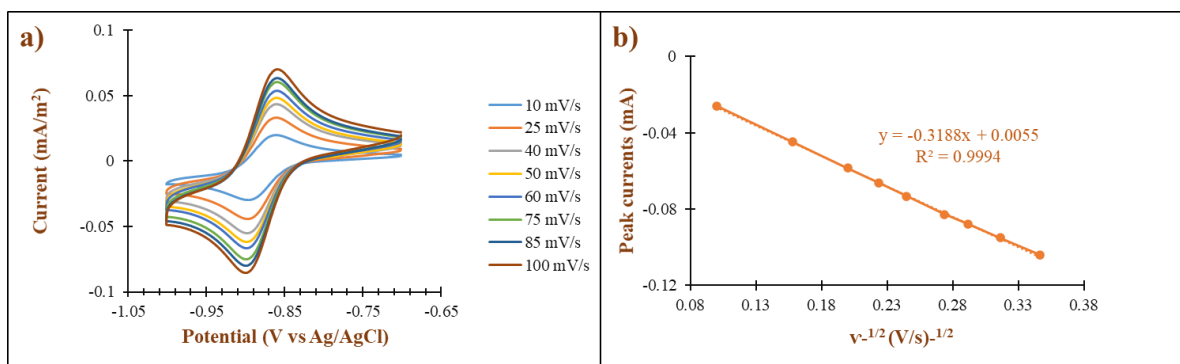 a)
Current (mA/m²)
0.1
0.05
0
-0.05
-0.1
-1.05
-0.95
-0.85
-0.75
-0.65
Potential (V vs Ag/AgCl)
10 mV/s
25 mV/s
40 mV/s
50 mV/s
60 mV/s
75 mV/s
85 mV/s
100 mV/s
b)
Peak currents (mA)
0
-0.04
-0.08
-0.12
y = -0.3188x + 0.0055
R² = 0.9994
0.08
0.13
0.18
0.23
0.28
0.33
0.38
v-¹/² (V/s)-¹/²